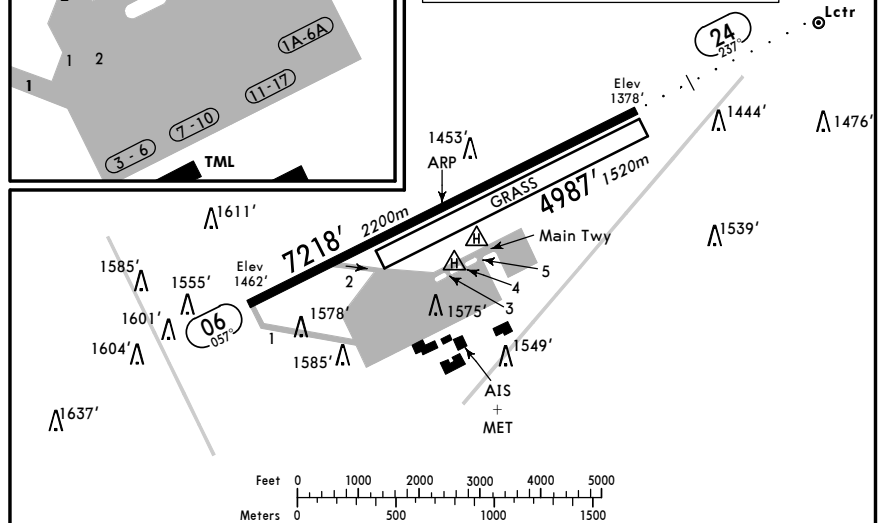 1A-6A
1 2
1
11-17
7-10
3 - 6
TML
Lctr
24
237°
Elev
1378'
1444'
1476'
1453'
ARP
GRASS
4987' 1520m
7218' 2200m
1611'
1539'
Main Twy
H
H
1585'
1555'
Elev
1462'
2
5
4
3
1601'
06
057°
1578'
1575'
1
1604'
1585'
1549'
AIS
+
MET
1637'
Feet 0 1000 2000 3000 4000 5000
Meters 0 500 1000 1500